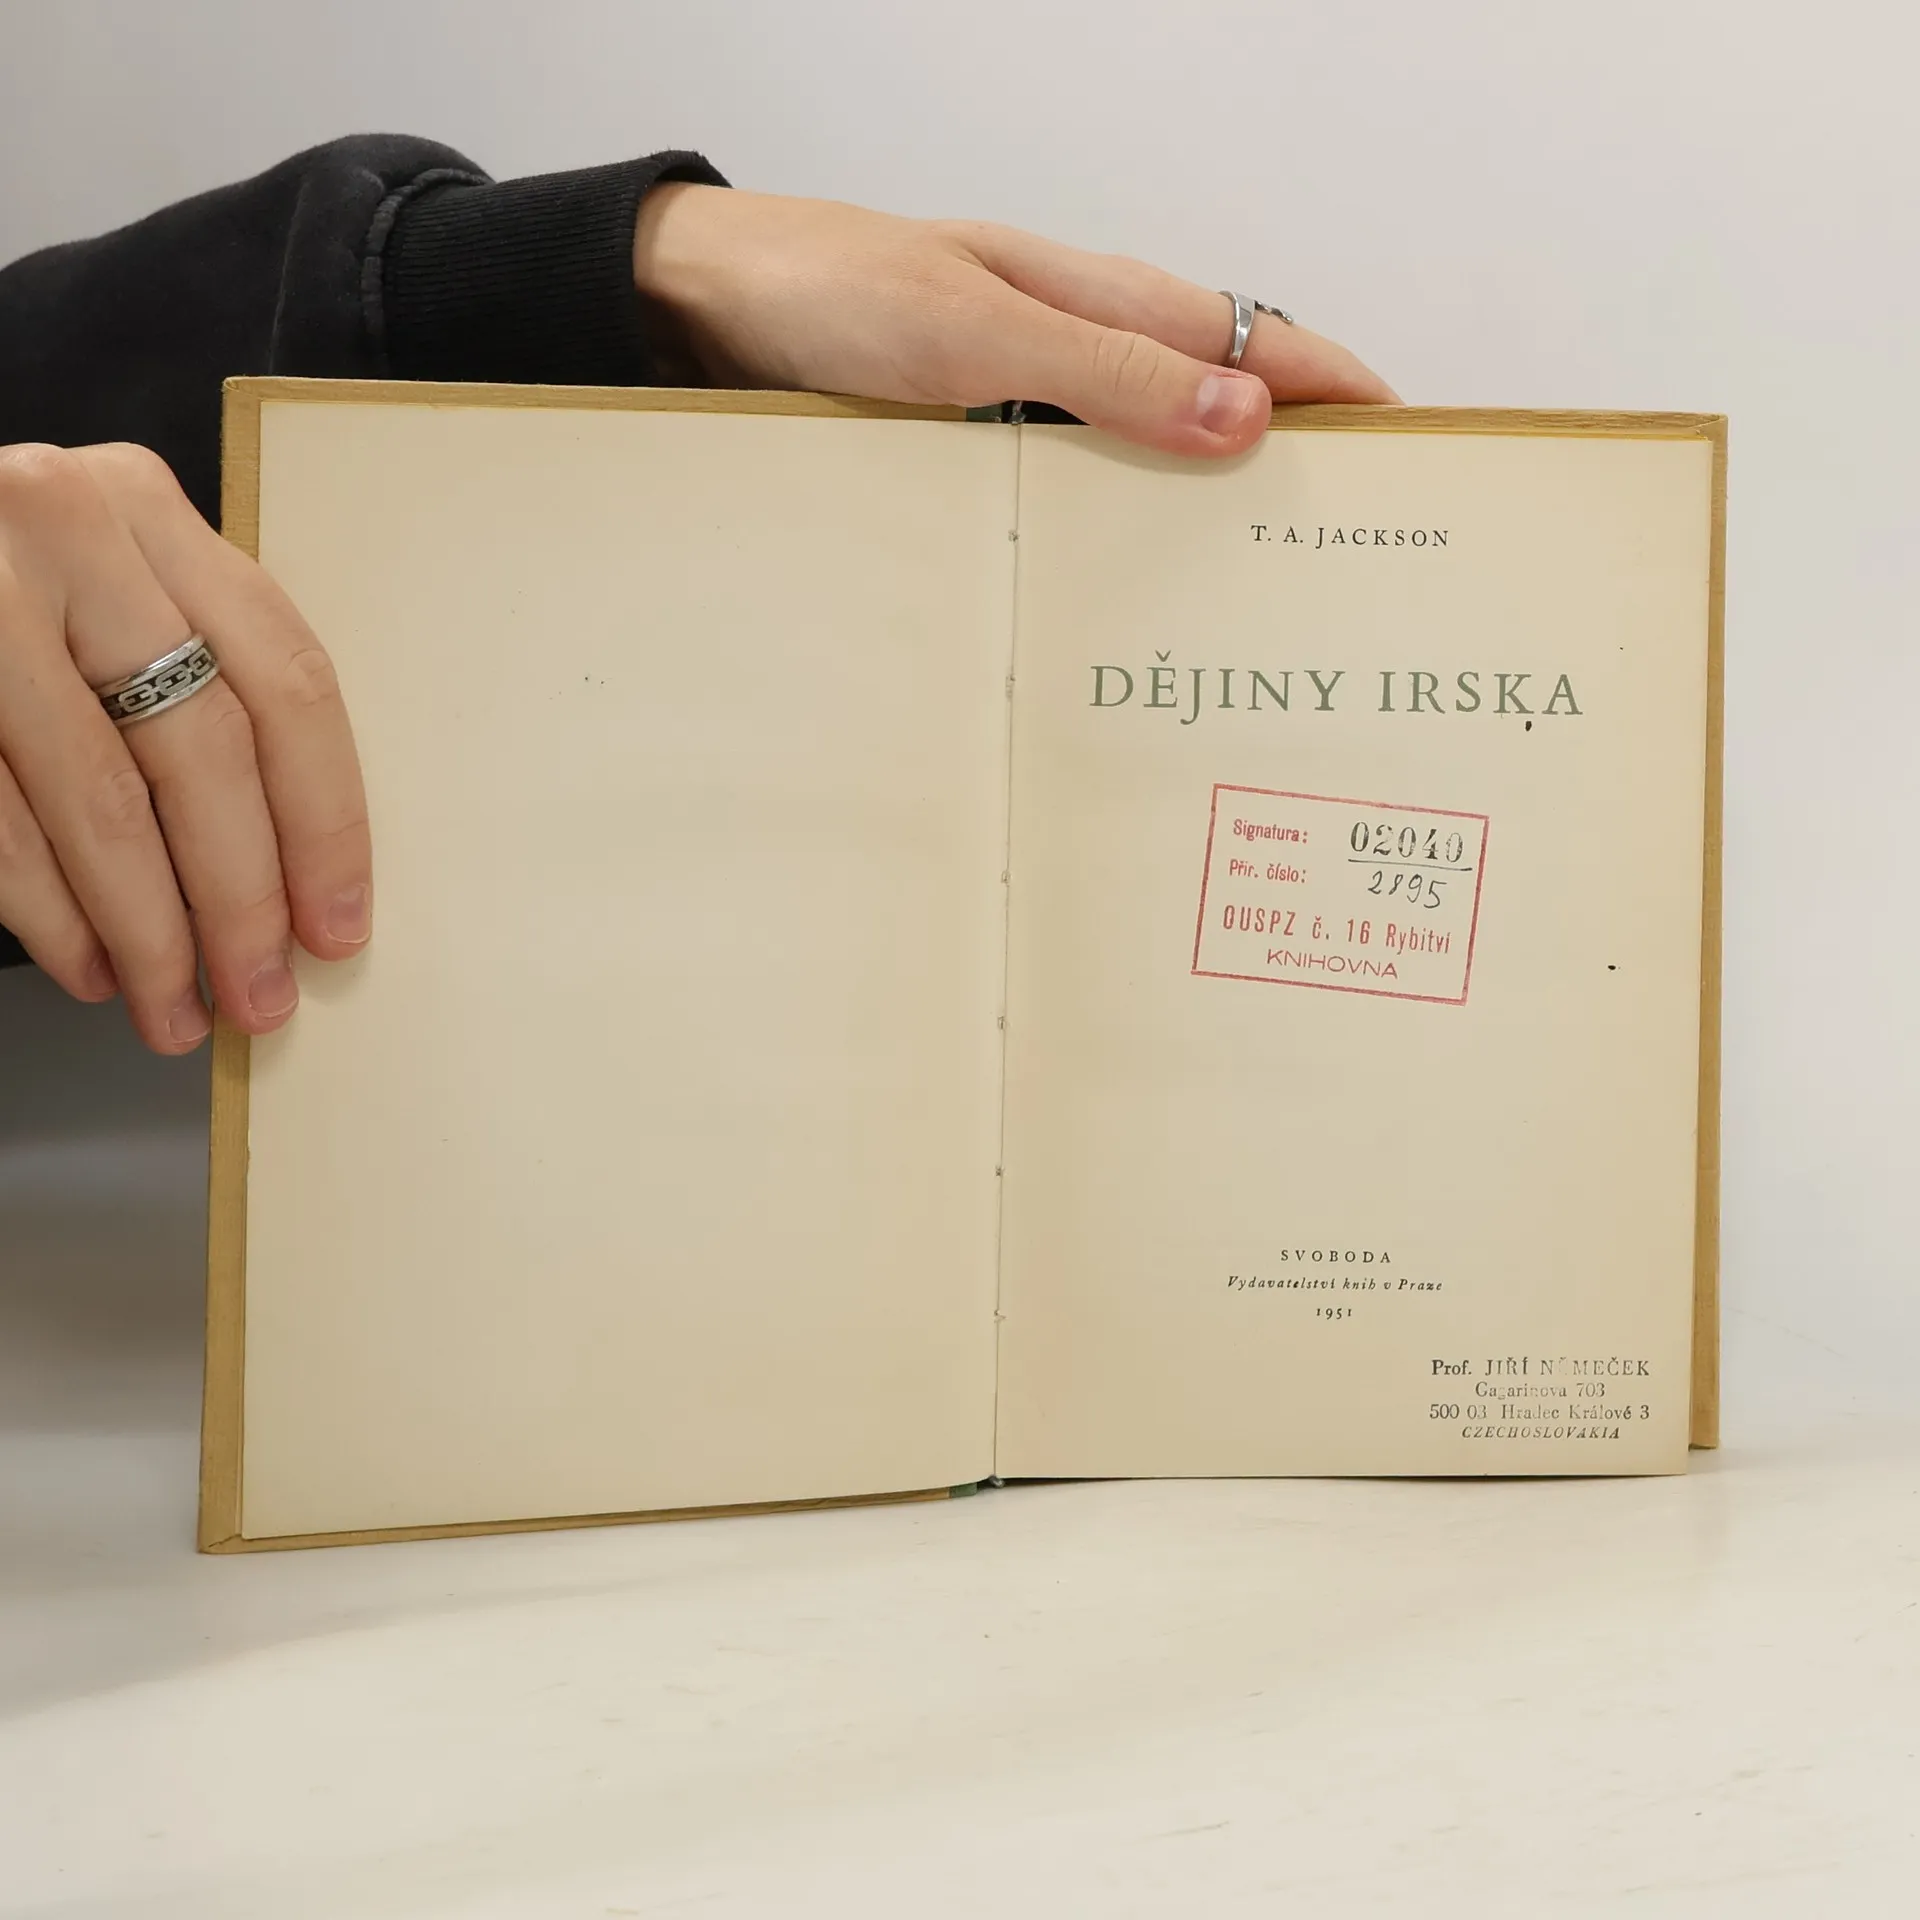 T. A. JACKSON
DĚJINY IRSKA
Signatura: 02040
Přír. číslo: 2895
OUSPZ č. 16 Rybitví
KNIHOVNA
SVOBODA
Vydavatelství knih v Praze
1951
Prof. JIŘÍ NĚMEČEK
Gagarinova 703
500 03 Hradec Králové 3
CZECHOSLOVAKIA